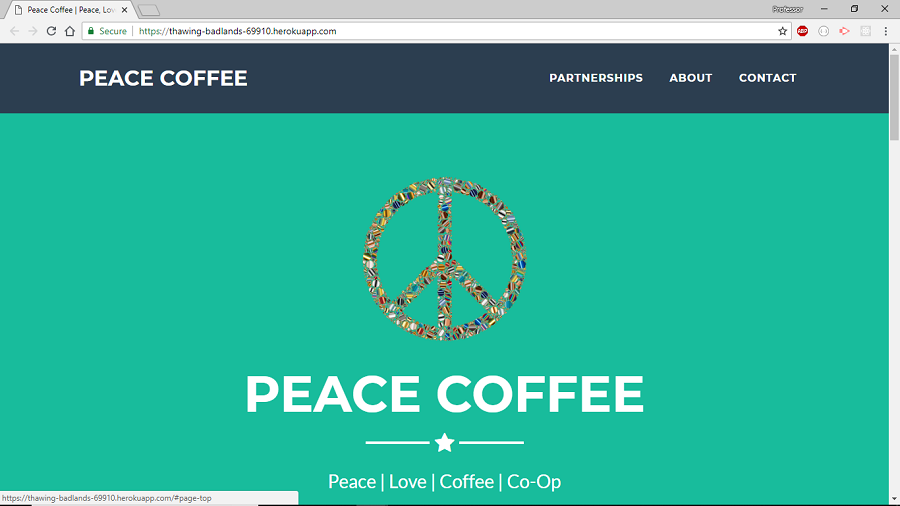 Peace Coffee | Peace, Lov
Professor
Secure
https://thawing-badlands-69910.herokuapp.com
ABP
PEACE COFFEE
PARTNERSHIPS
ABOUT
CONTACT
PEACE COFFEE
Peace | Love | Coffee | Co-Op
https://thawing-badlands-69910.herokuapp.com/#page-top